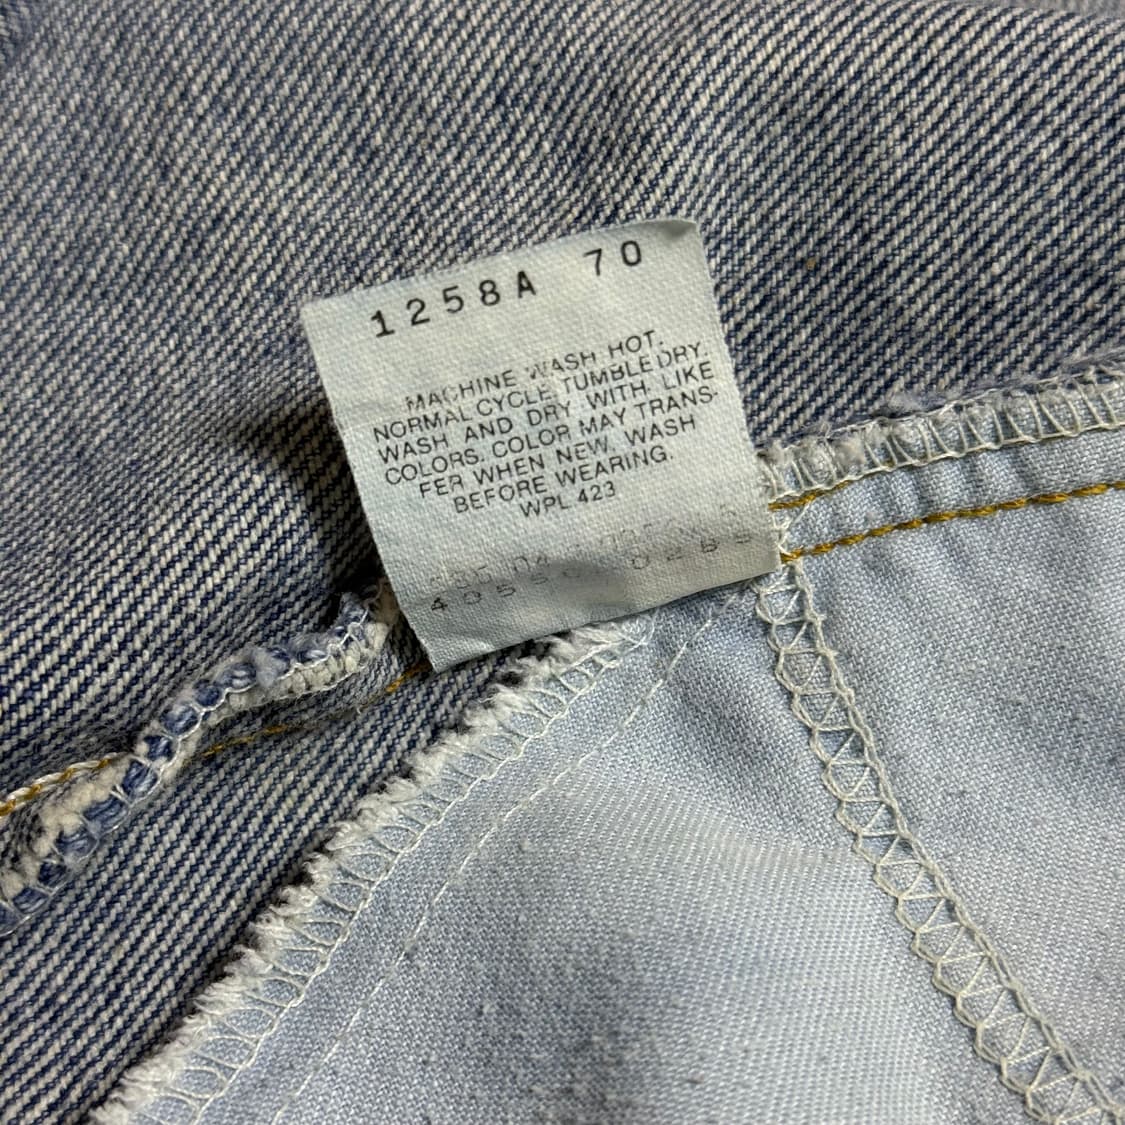 1258A 70
MACHINE WASH HOT.
NORMAL CYCLE. TUMBLE DRY.
WASH AND DRY WITH LIKE
COLORS. COLOR MAY TRANS-
FER WHEN NEW. WASH
BEFORE WEARING.
WPL 423